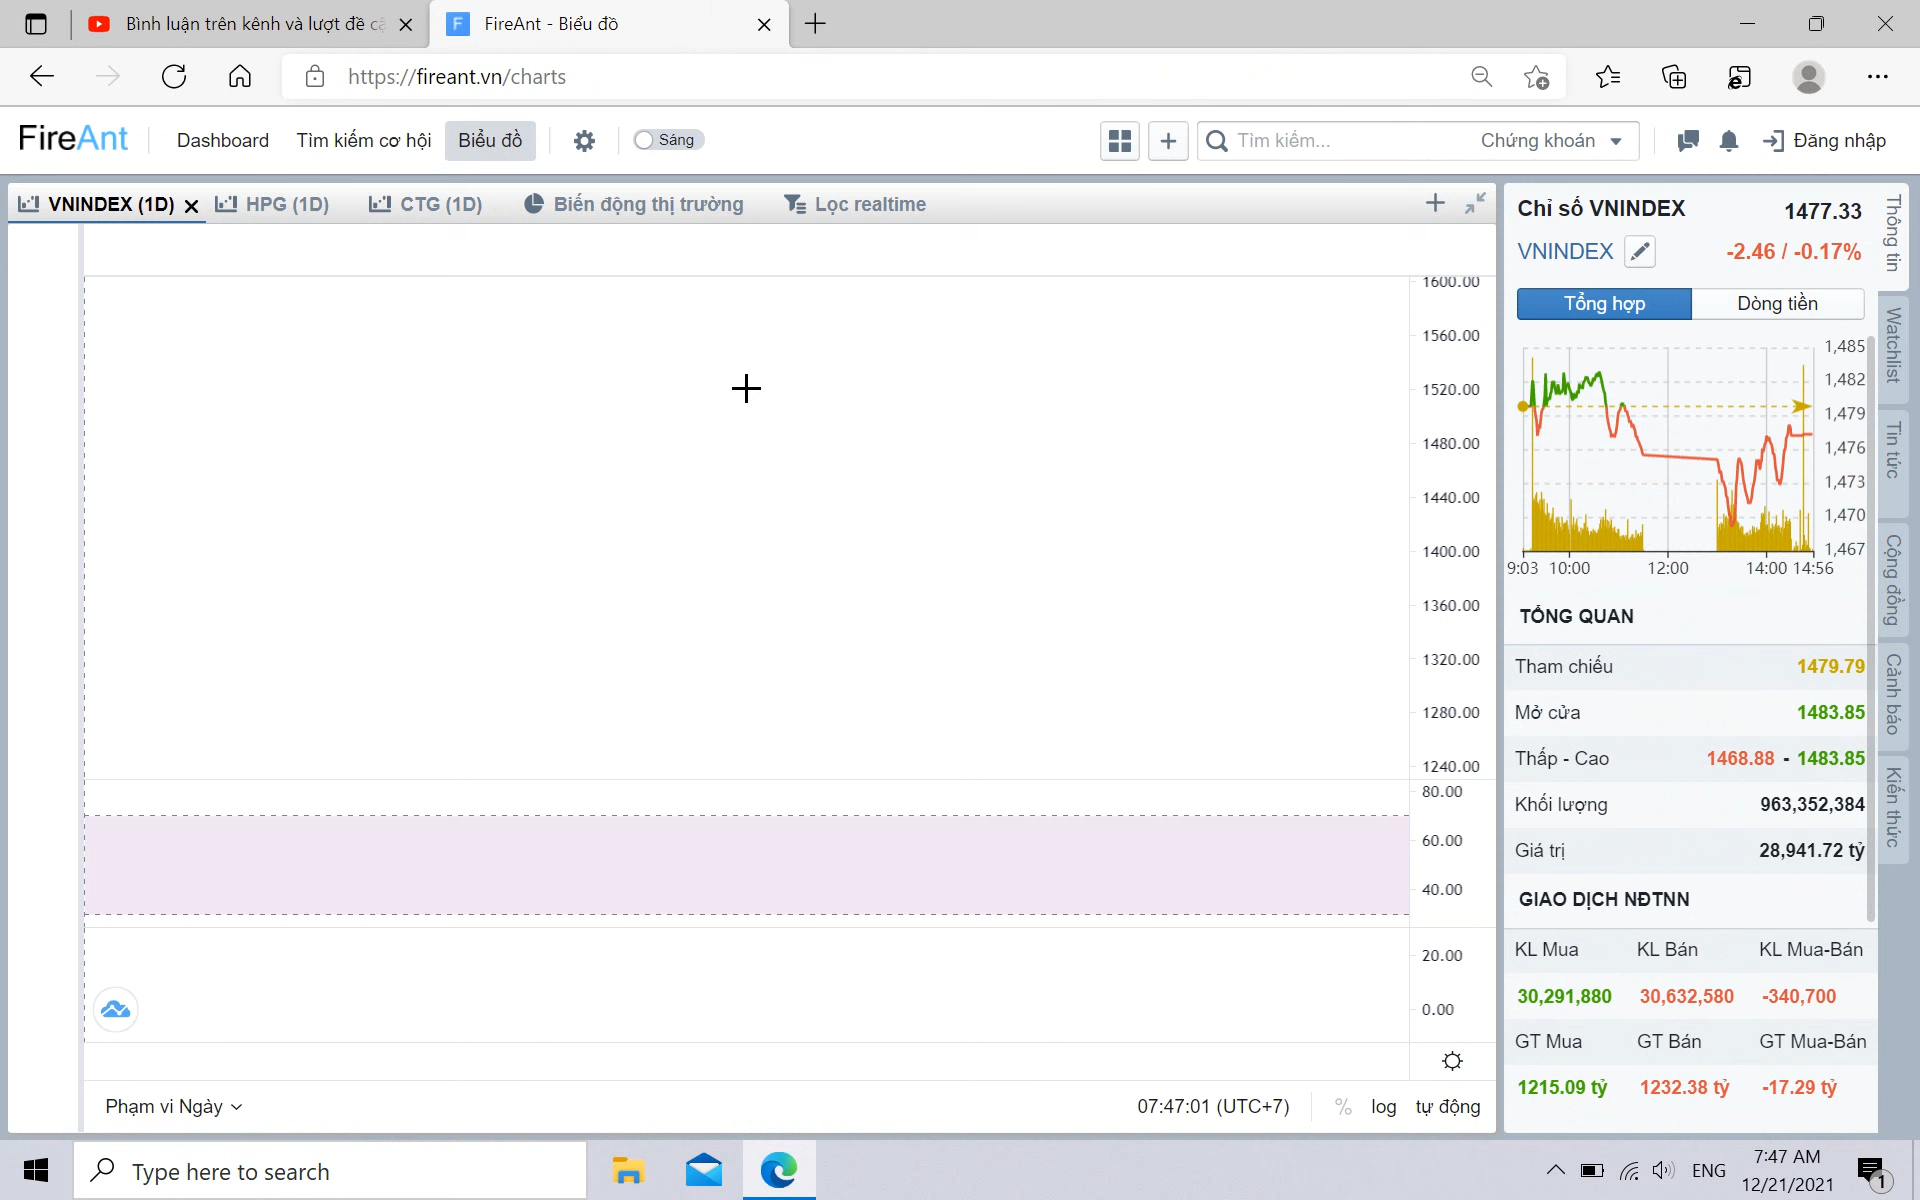 Bình luận trên kênh và lượt đề cậ
FireAnt - Biểu đồ
https://fireant.vn/charts
FireAnt
Dashboard
Tìm kiếm cơ hội
Biểu đồ
Sáng
Tìm kiếm...
Chứng khoán
Đăng nhập
VNINDEX (1D)
HPG (1D)
CTG (1D)
Biến động thị trường
Lọc realtime
1600.00
1560.00
1520.00
1480.00
1440.00
1400.00
1360.00
1320.00
1280.00
1240.00
80.00
60.00
40.00
20.00
0.00
Phạm vi Ngày
07:47:01 (UTC+7)
%
log
tự động
Chỉ số VNINDEX
1477.33
VNINDEX
-2.46 / -0.17%
Tổng hợp
Dòng tiền
1,485
1,482
1,479
1,476
1,473
1,470
1,467
9:03 10:00 12:00 14:00 14:56
TỔNG QUAN
Tham chiếu 1479.79
Mở cửa 1483.85
Thấp - Cao 1468.88 - 1483.85
Khối lượng 963,352,384
Giá trị 28,941.72 tỷ
GIAO DỊCH NĐTNN
KL Mua KL Bán KL Mua-Bán
30,291,880 30,632,580 -340,700
GT Mua GT Bán GT Mua-Bán
1215.09 tỷ 1232.38 tỷ -17.29 tỷ
Thông tin
Watchlist
Tin tức
Cộng đồng
Cảnh báo
Kiến thức
Type here to search
ENG
7:47 AM
12/21/2021
1